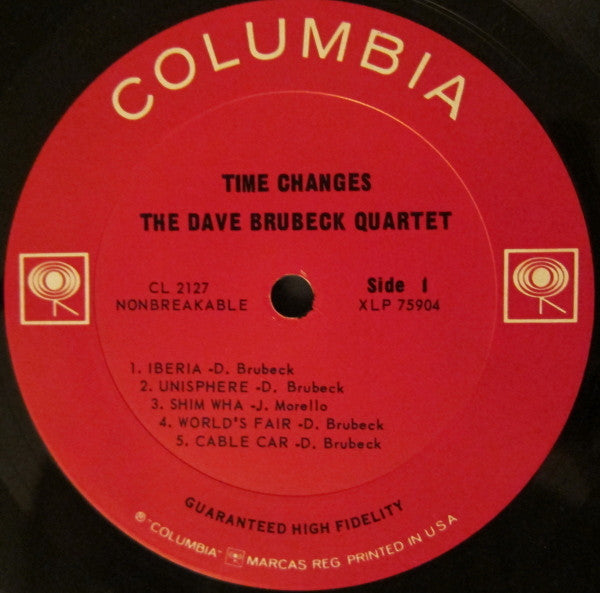 COLUMBIA
TIME CHANGES
THE DAVE BRUBECK QUARTET
CL 2127
NONBREAKABLE
Side 1
XLP 75904
1. IBERIA -D. Brubeck
2. UNISPHERE -D. Brubeck
3. SHIM WHA -J. Morello
4. WORLD'S FAIR -D. Brubeck
5. CABLE CAR -D. Brubeck
GUARANTEED HIGH FIDELITY
® "COLUMBIA" MARCAS REG. PRINTED IN U.S.A.